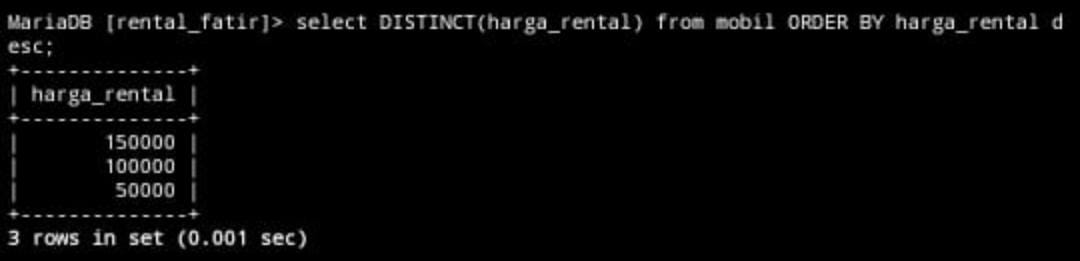 MariaDB [rental_fatir]> select DISTINCT(harga_rental) from mobil ORDER BY harga_rental d
esc;
+--------------+
| harga_rental |
+--------------+
|       150000 |
|       100000 |
|        50000 |
+--------------+
3 rows in set (0.001 sec)